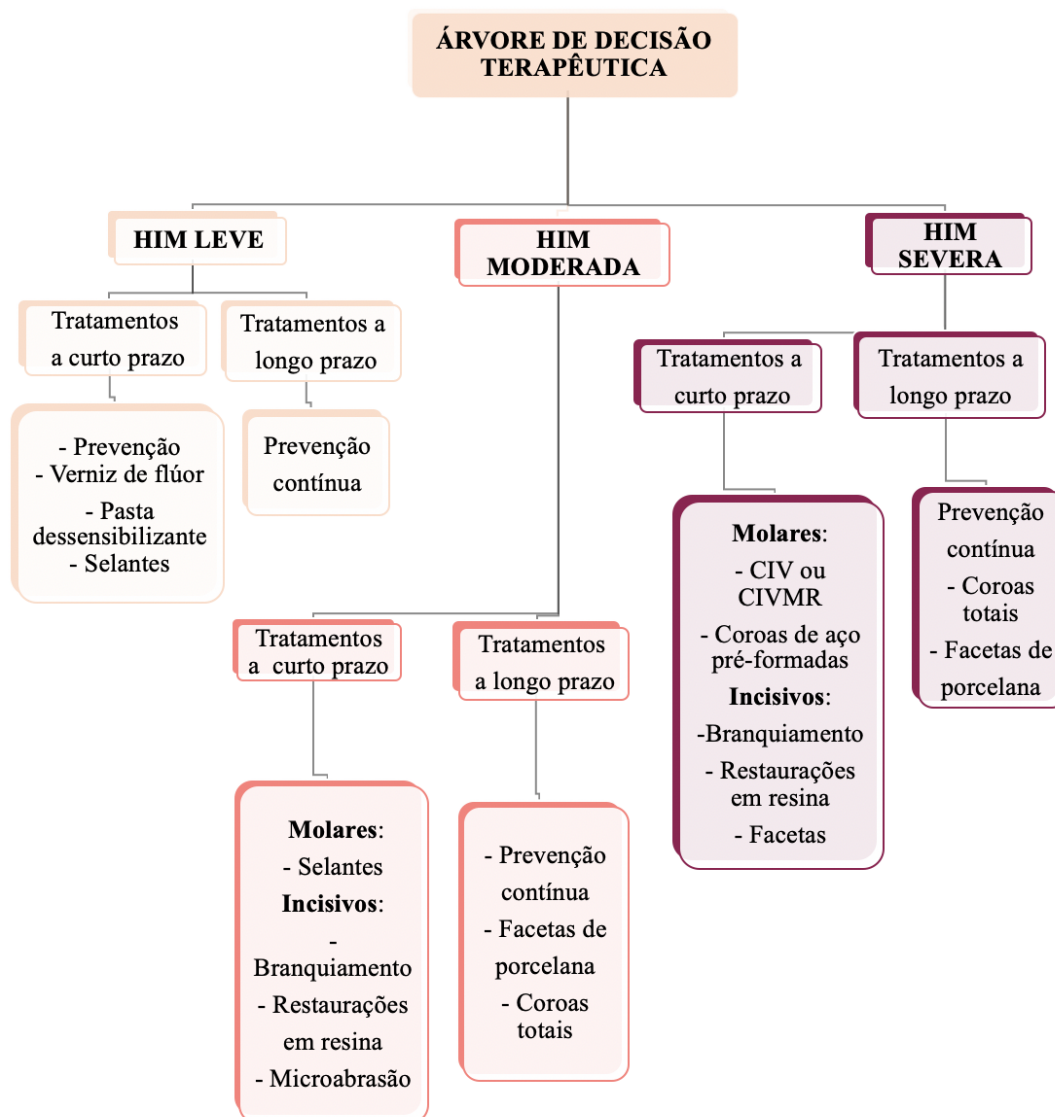 ÁRVORE DE DECISÃO
TERAPÊUTICA
HIM LEVE
Tratamentos
a curto prazo
- Prevenção
- Verniz de flúor
- Pasta
dessensibilizante
- Selantes
Tratamentos a
longo prazo
Prevenção
contínua
HIM
MODERADA
Tratamentos
a curto prazo
Molares:
- Selantes
Incisivos:
-
Branquiamento
- Restaurações
em resina
- Microabrasão
Tratamentos
a longo prazo
- Prevenção
contínua
- Facetas de
porcelana
- Coroas
totais
HIM
SEVERA
Tratamentos a
curto prazo
Molares:
- CIV ou
CIVMR
- Coroas de aço
pré-formadas
Incisivos:
-Branquiamento
- Restaurações
em resina
- Facetas
Tratamentos a
longo prazo
Prevenção
contínua
- Coroas
totais
- Facetas de
porcelana